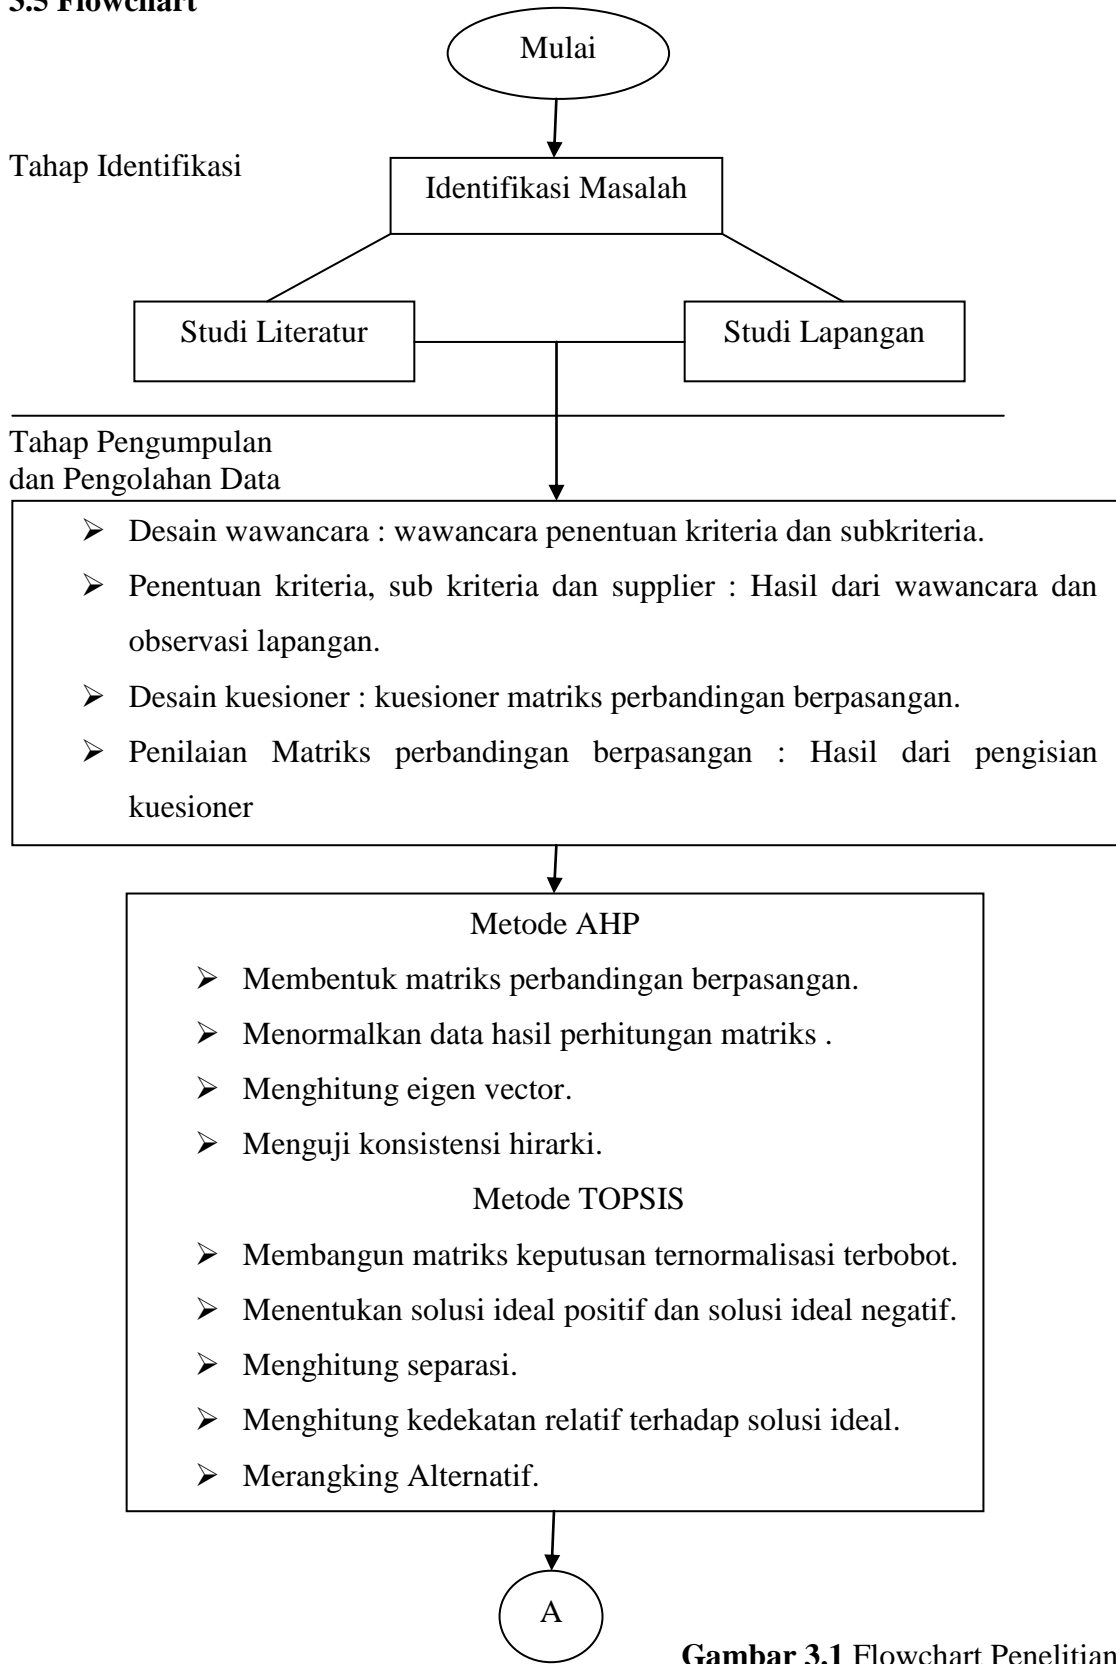 3.5 Flowchart
Mulai
Tahap Identifikasi
Identifikasi Masalah
Studi Literatur
Studi Lapangan
Tahap Pengumpulan
dan Pengolahan Data
➢ Desain wawancara : wawancara penentuan kriteria dan subkriteria.
➢ Penentuan kriteria, sub kriteria dan supplier : Hasil dari wawancara dan
observasi lapangan.
➢ Desain kuesioner : kuesioner matriks perbandingan berpasangan.
➢ Penilaian Matriks perbandingan berpasangan : Hasil dari pengisian
kuesioner
Metode AHP
➢ Membentuk matriks perbandingan berpasangan.
➢ Menormalkan data hasil perhitungan matriks .
➢ Menghitung eigen vector.
➢ Menguji konsistensi hirarki.
Metode TOPSIS
➢ Membangun matriks keputusan ternormalisasi terbobot.
➢ Menentukan solusi ideal positif dan solusi ideal negatif.
➢ Menghitung separasi.
➢ Menghitung kedekatan relatif terhadap solusi ideal.
➢ Merangking Alternatif.
A
Gambar 3.1 Flowchart Penelitian